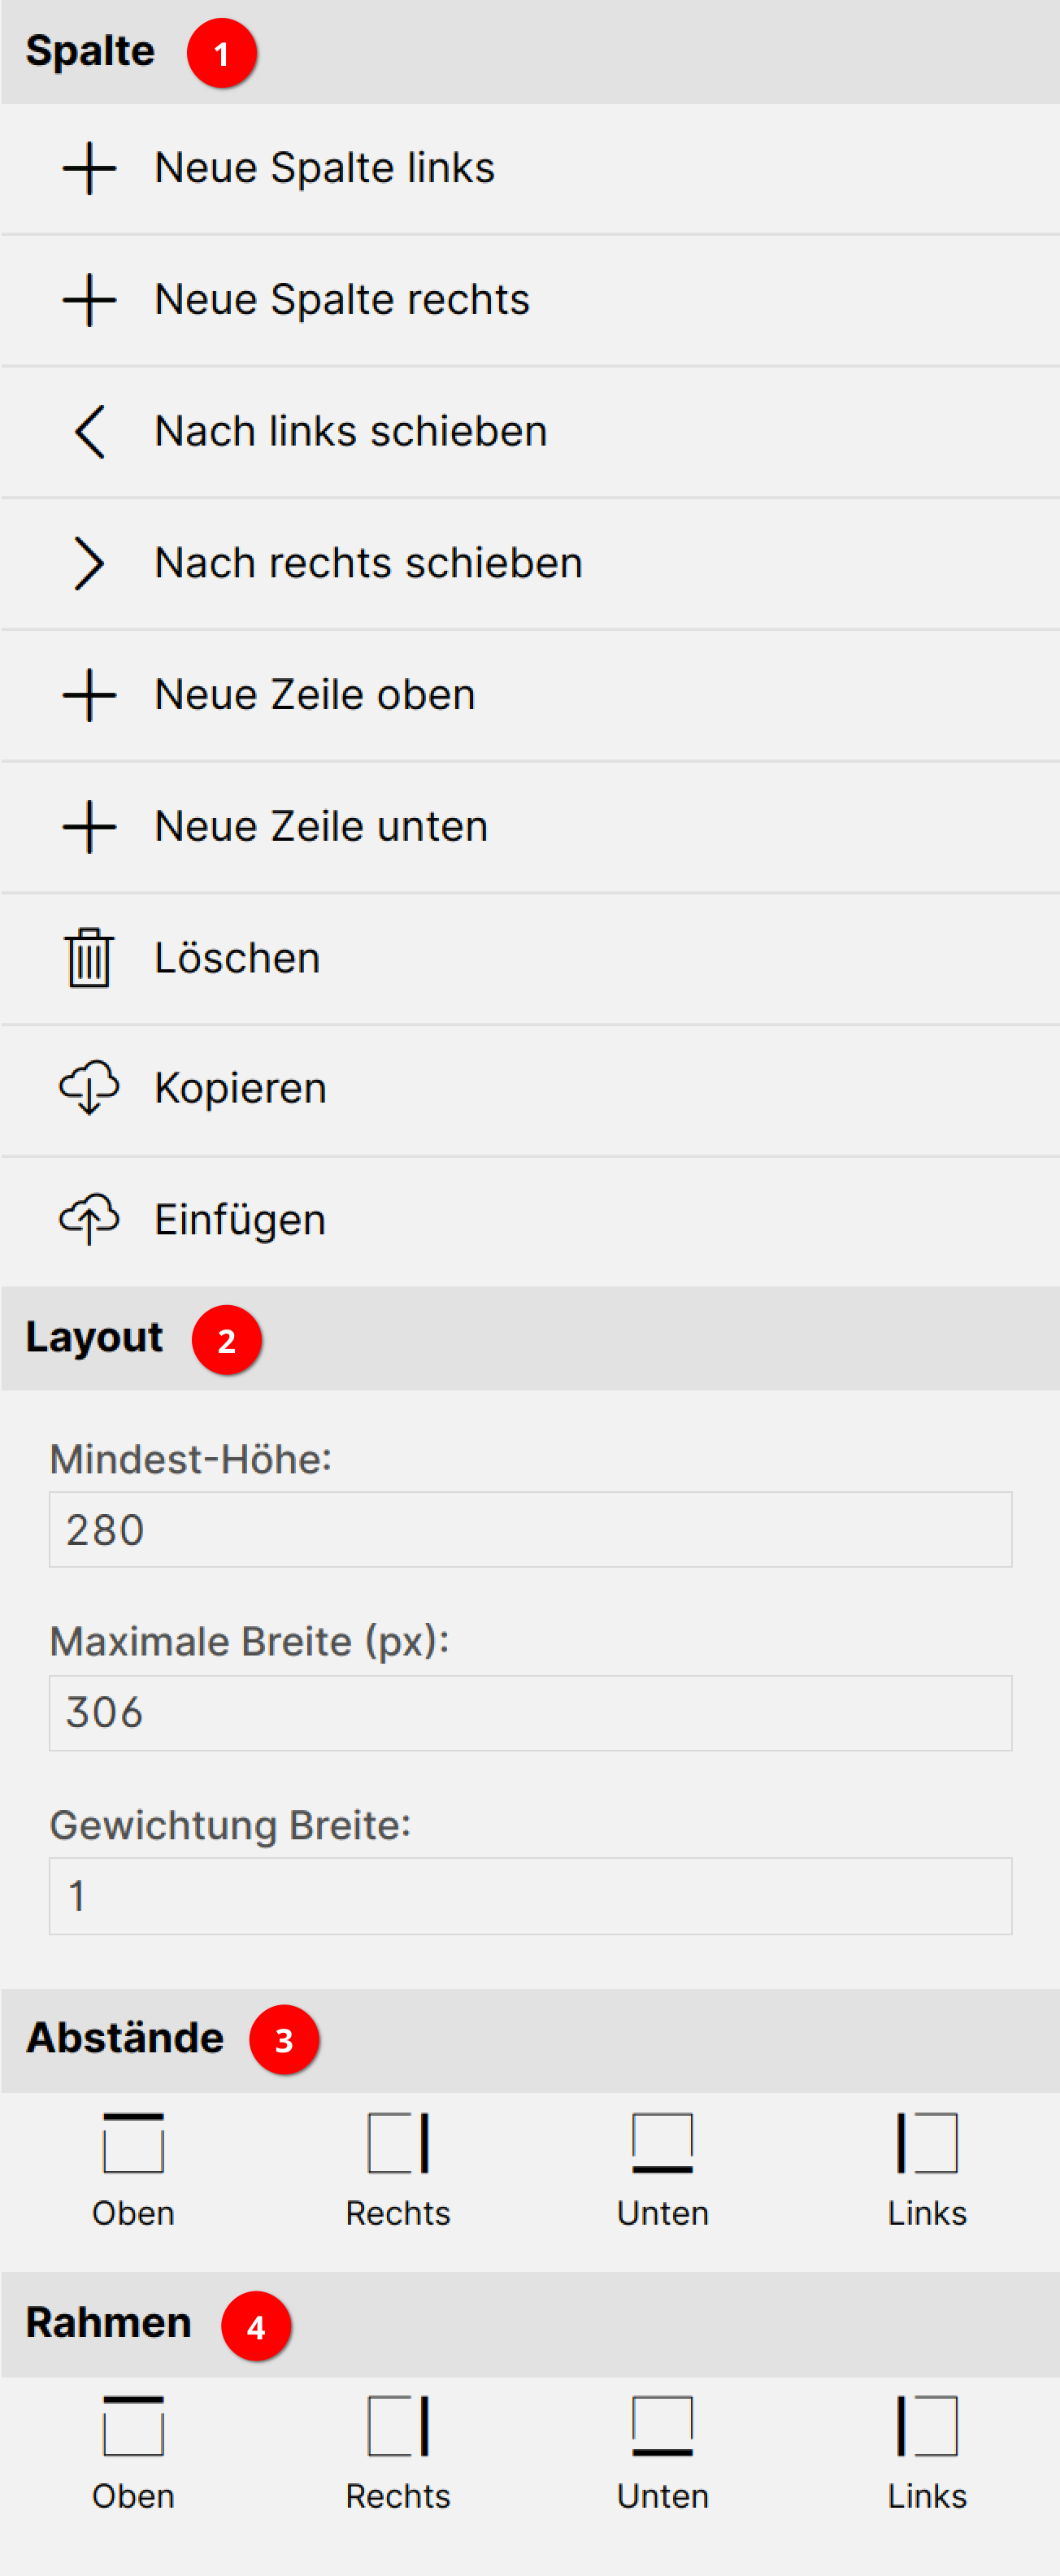 Spalte 1
Neue Spalte links
Neue Spalte rechts
Nach links schieben
Nach rechts schieben
Neue Zeile oben
Neue Zeile unten
Löschen
Kopieren
Einfügen
Layout 2
Mindest-Höhe:
280
Maximale Breite (px):
306
Gewichtung Breite:
1
Abstände 3
Oben Rechts Unten Links
Rahmen 4
Oben Rechts Unten Links